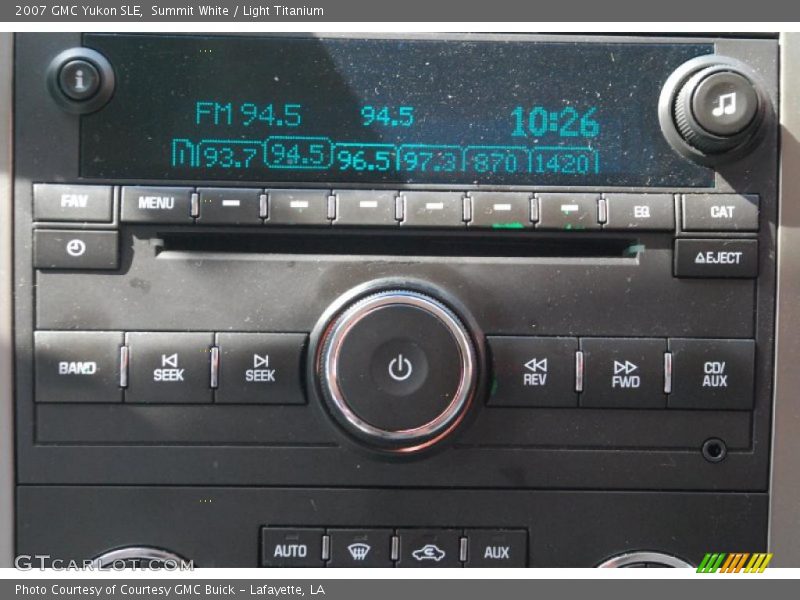 2007 GMC Yukon SLE, Summit White / Light Titanium
i
FM 94.5 94.5 10:26
93.7 94.5 96.5 97.3 870 1420
FAV MENU EQ CAT
EJECT
BAND SEEK SEEK REV FWD CD/
AUX
AUTO AUX
GTCARLOT.COM
Photo Courtesy of Courtesy GMC Buick - Lafayette, LA